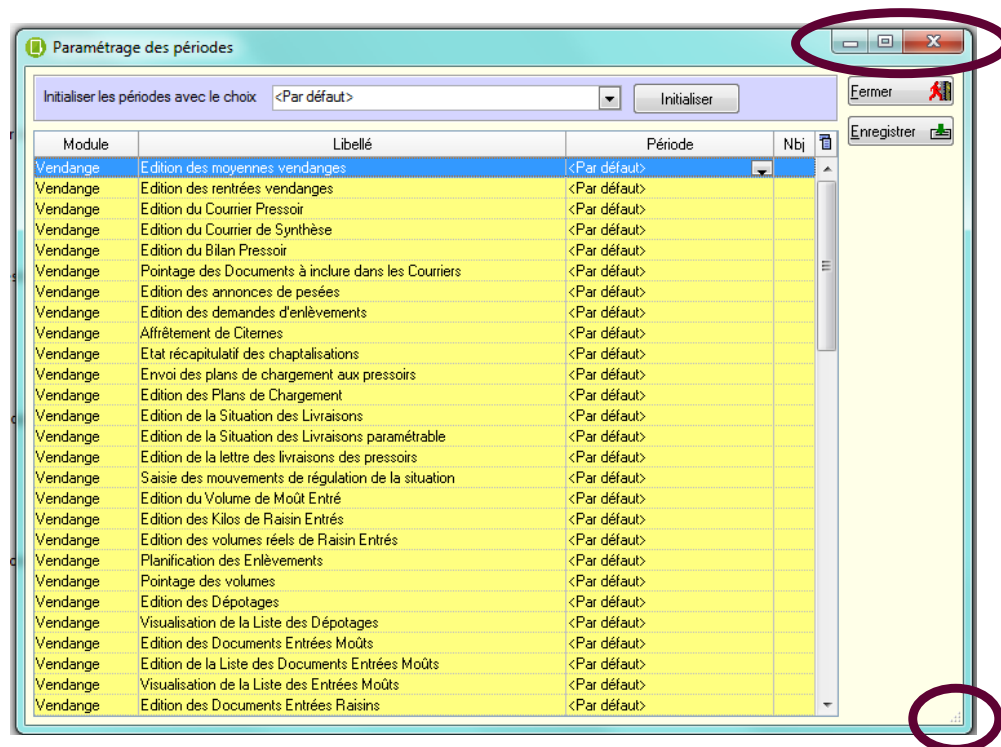 Paramétrage des périodes
Initialiser les périodes avec le choix <Par défaut> Initialiser
Fermer
Enregistrer
Module Libellé Période Nbj
Vendange Edition des moyennes vendanges <Par défaut>
Vendange Edition des rentrées vendanges <Par défaut>
Vendange Edition du Courrier Pressoir <Par défaut>
Vendange Edition du Courrier de Synthèse <Par défaut>
Vendange Edition du Bilan Pressoir <Par défaut>
Vendange Pointage des Documents à inclure dans les Courriers <Par défaut>
Vendange Edition des annonces de pesées <Par défaut>
Vendange Edition des demandes d'enlèvements <Par défaut>
Vendange Affrêtement de Citernes <Par défaut>
Vendange Etat récapitulatif des chaptalisations <Par défaut>
Vendange Envoi des plans de chargement aux pressoirs <Par défaut>
Vendange Edition des Plans de Chargement <Par défaut>
Vendange Edition de la Situation des Livraisons <Par défaut>
Vendange Edition de la Situation des Livraisons paramétrable <Par défaut>
Vendange Edition de la lettre des livraisons des pressoirs <Par défaut>
Vendange Saisie des mouvements de régulation de la situation <Par défaut>
Vendange Edition du Volume de Moût Entré <Par défaut>
Vendange Edition des Kilos de Raisin Entrés <Par défaut>
Vendange Edition des volumes réels de Raisin Entrés <Par défaut>
Vendange Planification des Enlèvements <Par défaut>
Vendange Pointage des volumes <Par défaut>
Vendange Edition des Dépotages <Par défaut>
Vendange Visualisation de la Liste des Dépotages <Par défaut>
Vendange Edition des Documents Entrées Moûts <Par défaut>
Vendange Edition de la Liste des Documents Entrées Moûts <Par défaut>
Vendange Visualisation de la Liste des Entrées Moûts <Par défaut>
Vendange Edition des Documents Entrées Raisins <Par défaut>